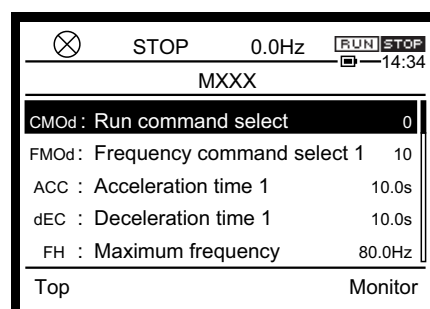 STOP 0.0Hz RUN STOP
14:34
MXXX
CMOd: Run command select 0
FMOd: Frequency command select 1 10
ACC : Acceleration time 1 10.0s
dEC : Deceleration time 1 10.0s
FH : Maximum frequency 80.0Hz
Top Monitor